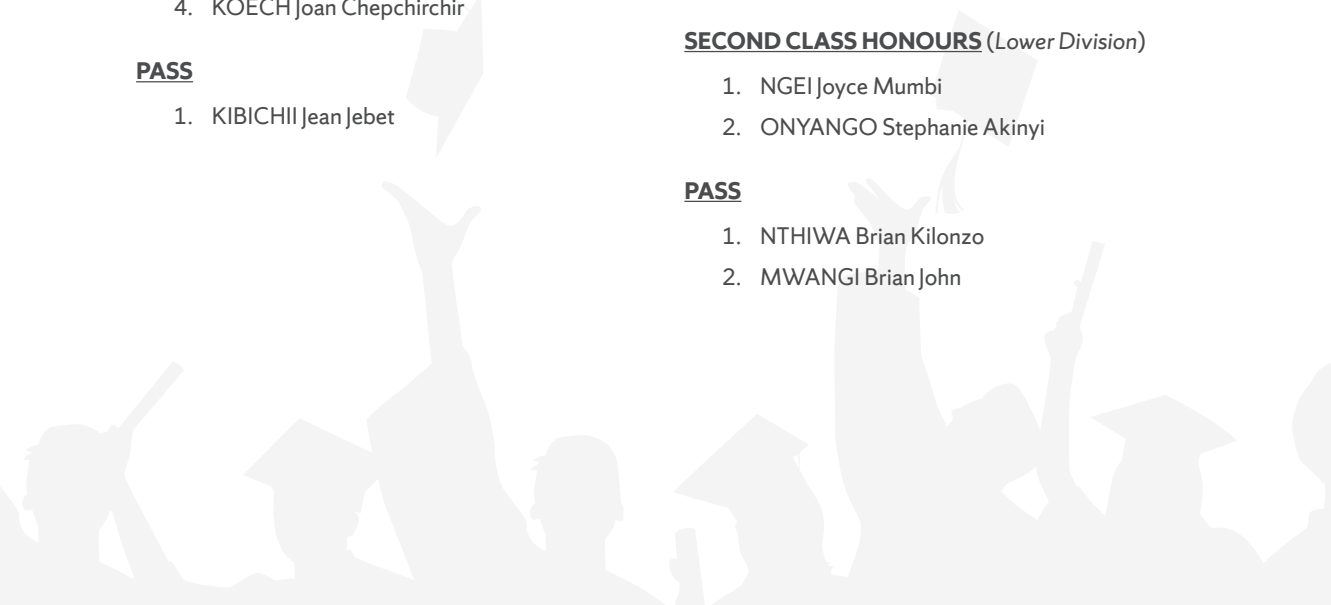 4. KOECH Joan Chepchirchir
PASS
1. KIBICHII Jean Jebet
SECOND CLASS HONOURS (Lower Division)
1. NGEI Joyce Mumbi
2. ONYANGO Stephanie Akinyi
PASS
1. NTHIWA Brian Kilonzo
2. MWANGI Brian John